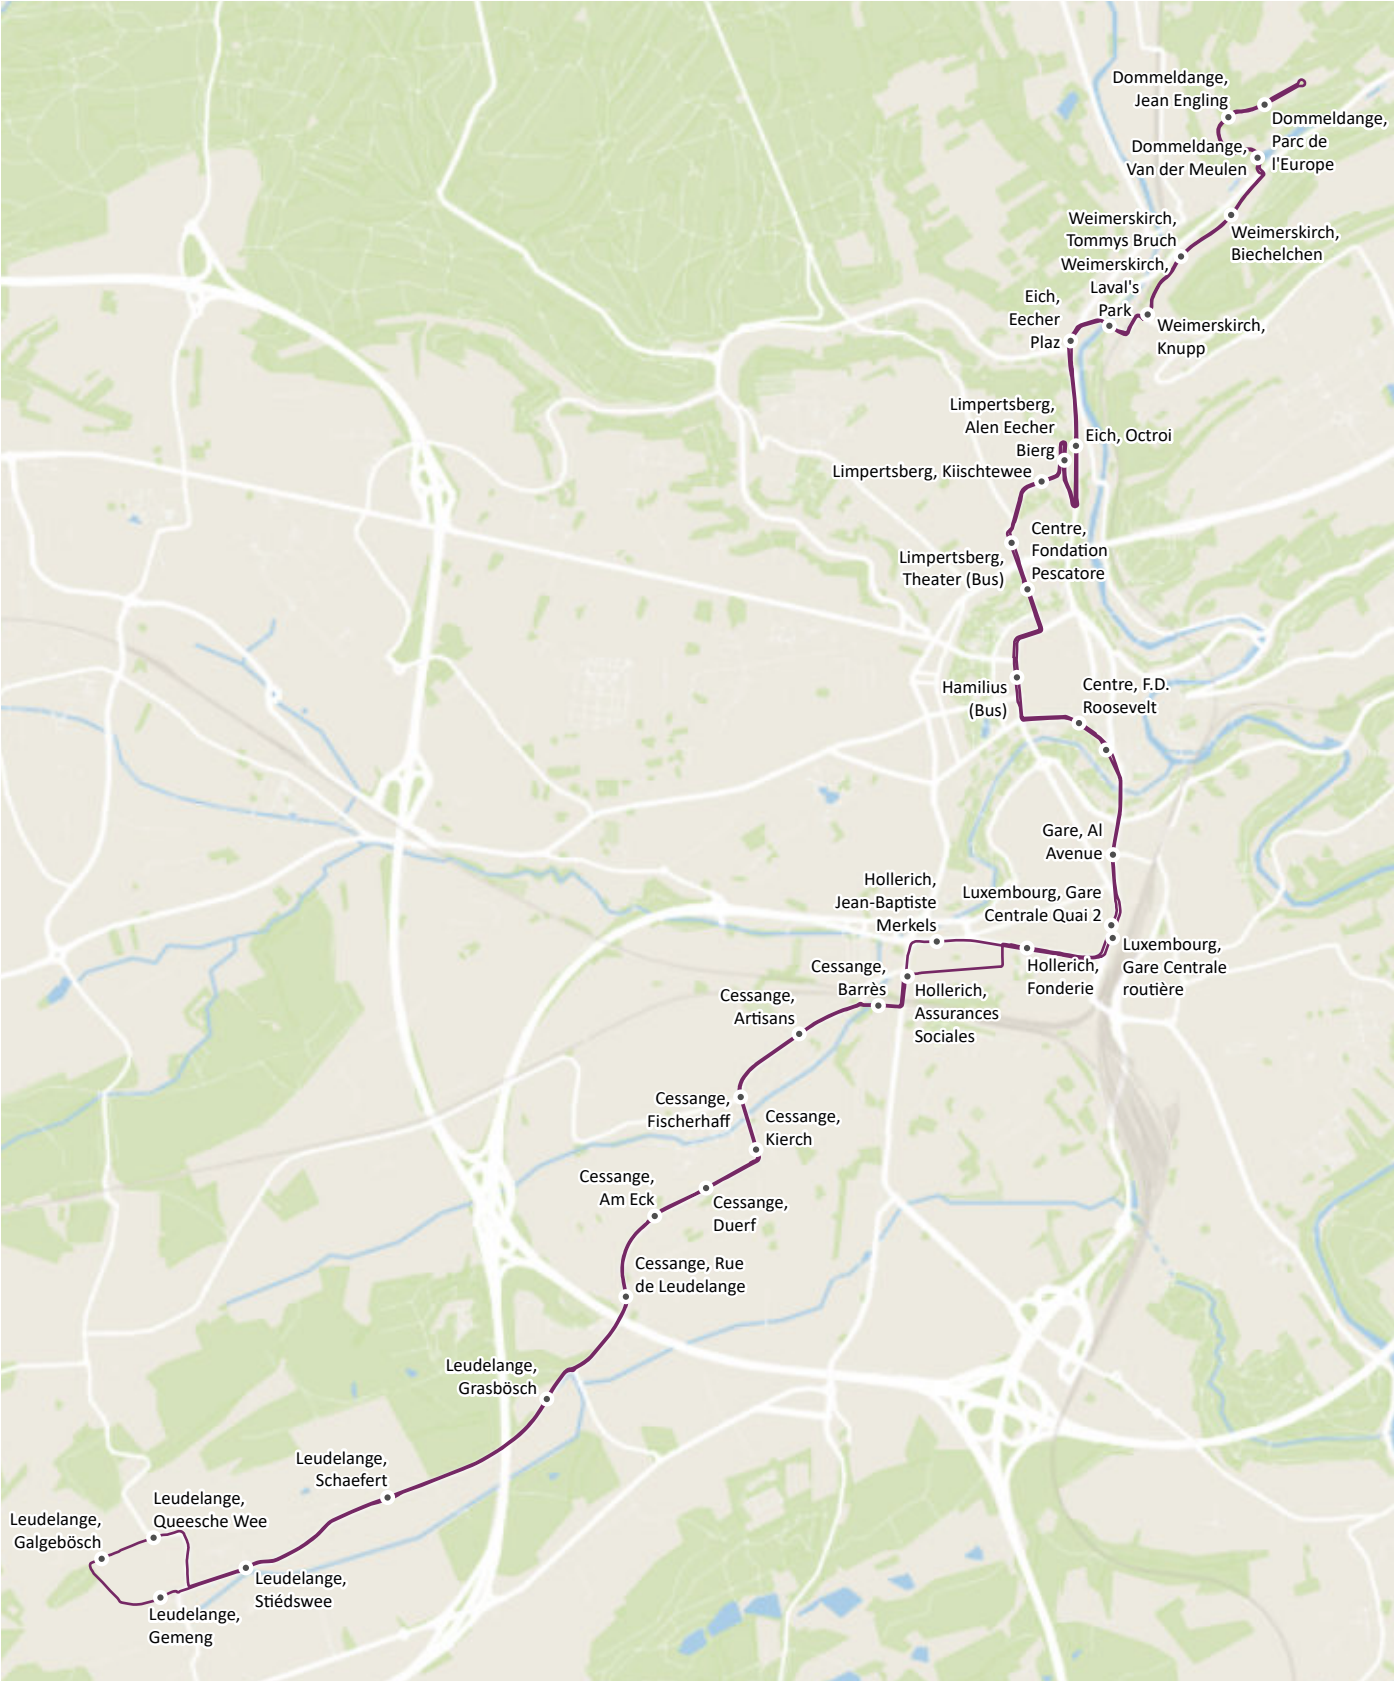 Dommeldange,
Jean Engling
Dommeldange,
Parc de
l'Europe
Dommeldange,
Van der Meulen
Weimerskirch,
Biechelchen
Weimerskirch,
Tommys Bruch
Weimerskirch,
Laval's
Park
Weimerskirch,
Knupp
Eich,
Eecher
Plaz
Limpertsberg,
Alen Eecher
Bierg
Eich, Octroi
Limpertsberg, Kiischtewee
Centre,
Fondation
Pescatore
Limpertsberg,
Theater (Bus)
Hamilius
(Bus)
Centre, F.D.
Roosevelt
Gare, Al
Avenue
Luxembourg, Gare
Centrale Quai 2
Luxembourg,
Gare Centrale
routière
Hollerich,
Jean-Baptiste
Merkels
Hollerich,
Fonderie
Hollerich,
Assurances
Sociales
Cessange,
Barrès
Cessange,
Artisans
Cessange,
Fischerhaff
Cessange,
Kierch
Cessange,
Am Eck
Cessange,
Duerf
Cessange, Rue
de Leudelange
Leudelange,
Grasbösch
Leudelange,
Schaefert
Leudelange,
Queesche Wee
Leudelange,
Galgebösch
Leudelange,
Stiédswee
Leudelange,
Gemeng